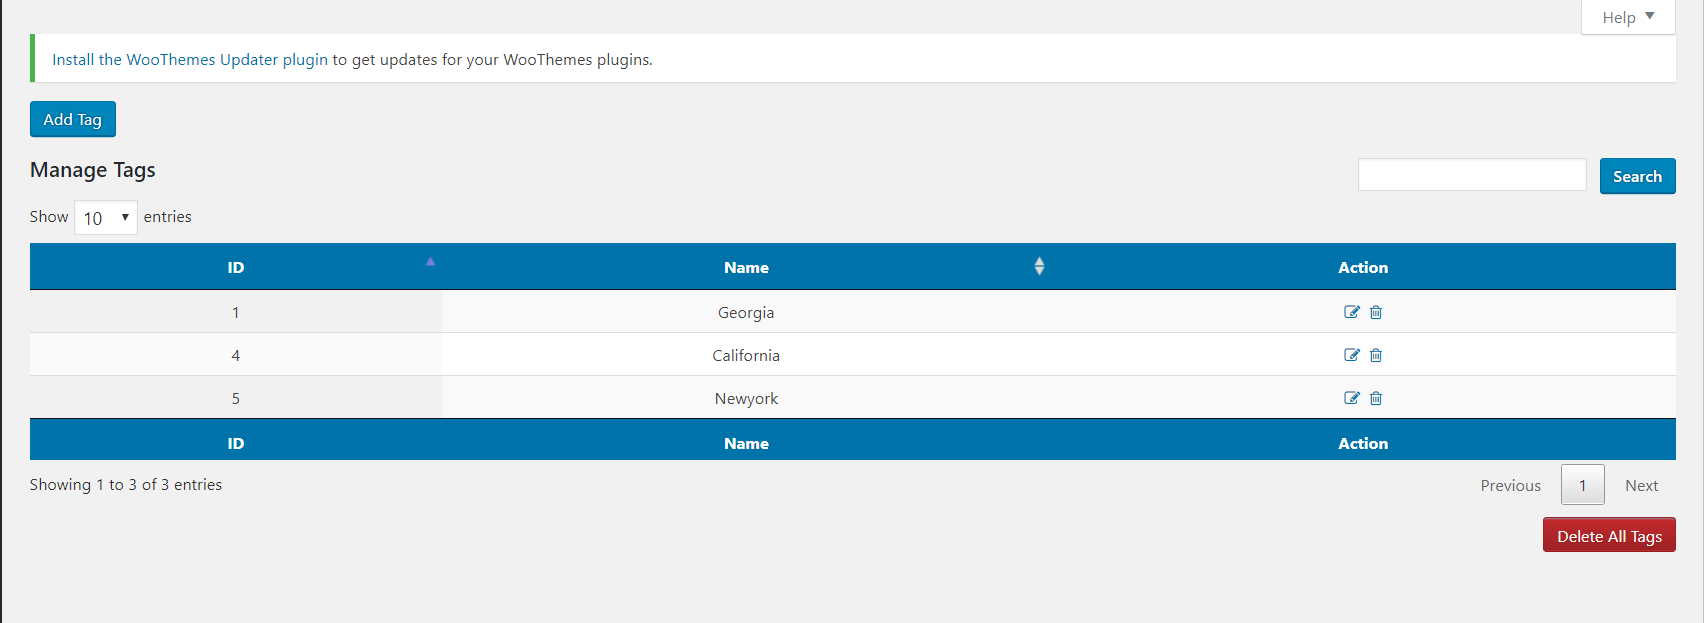 Help
Install the WooThemes Updater plugin to get updates for your WooThemes plugins.
Add Tag
Manage Tags
Search
Show 10 entries
ID Name Action
1 Georgia
4 California
5 Newyork
ID Name Action
Showing 1 to 3 of 3 entries
Previous 1 Next
Delete All Tags